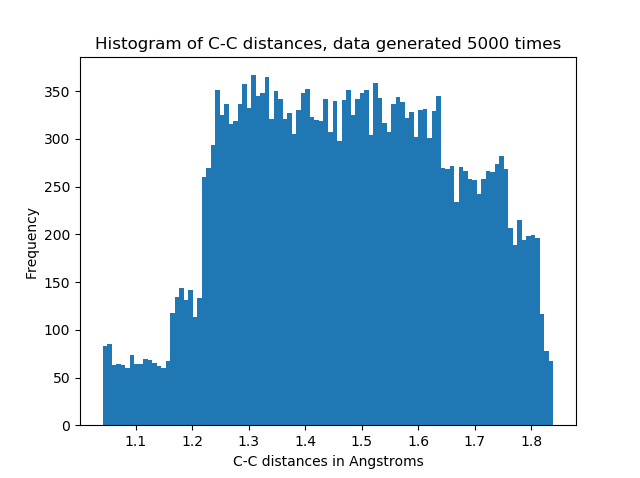 Histogram of C-C distances, data generated 5000 times
Frequency
350
300
250
200
150
100
50
0
1.1 1.2 1.3 1.4 1.5 1.6 1.7 1.8
C-C distances in Angstroms